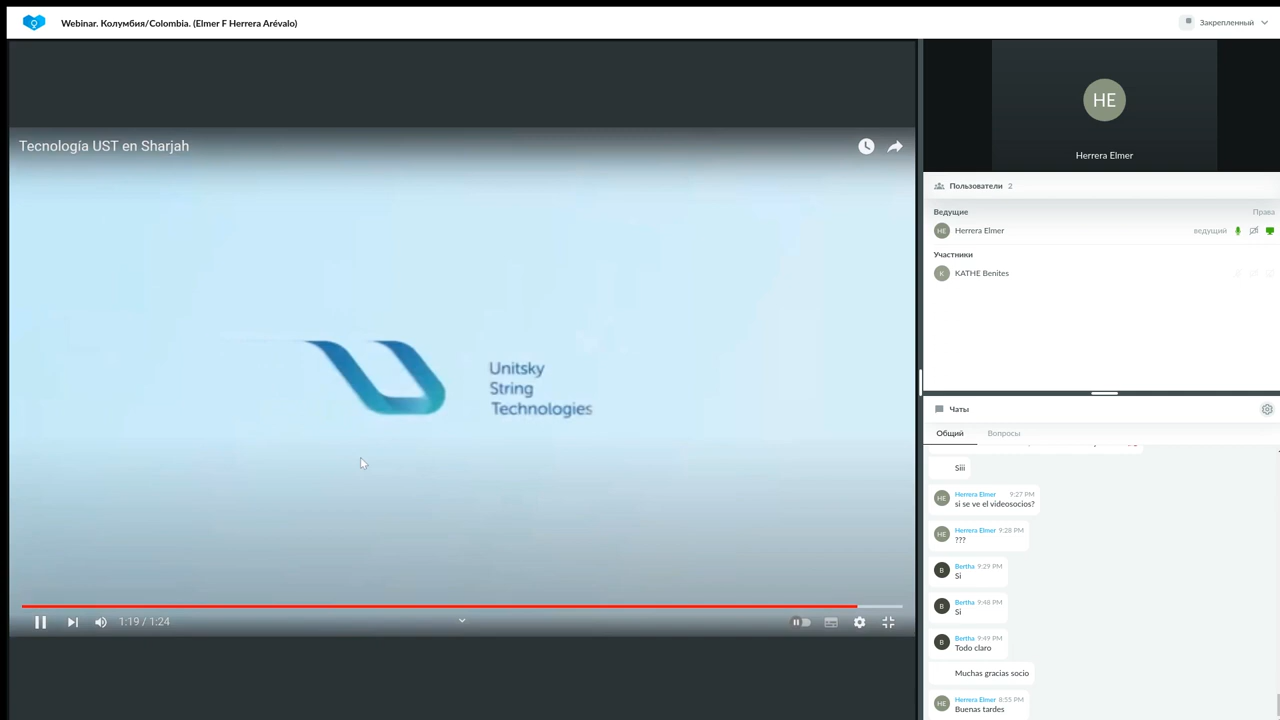 Webinar. Колумбия/Colombia. (Elmer F Herrera Arévalo)
Закрепленный
Tecnología UST en Sharjah
Unitsky
String
Technologies
1:19 / 1:24
HE
Herrera Elmer
Пользователи 2
Ведущие
Права
HE Herrera Elmer
ведущий
Участники
K KATHE Benites
Чаты
Общий
Вопросы
Siii
HE Herrera Elmer 9:27 PM
si se ve el videosocios?
HE Herrera Elmer 9:28 PM
???
B Bertha 9:29 PM
Si
B Bertha 9:48 PM
Si
B Bertha 9:49 PM
Todo claro
Muchas gracias socio
HE Herrera Elmer 8:55 PM
Buenas tardes